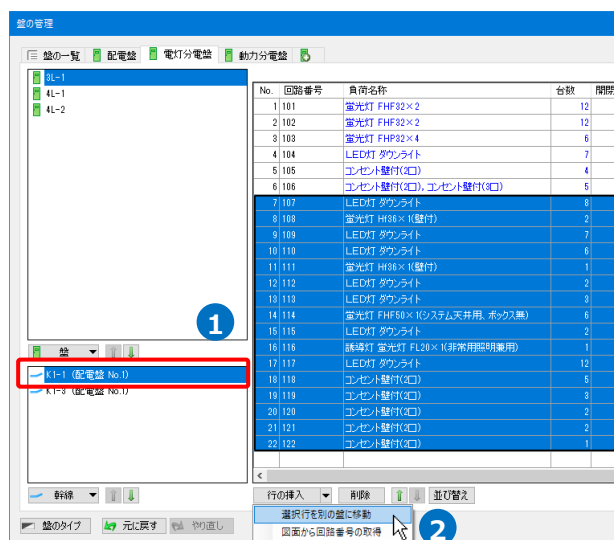 盤の管理
盤の一覧 配電盤 電灯分電盤 動力分電盤
3L-1
4L-1
4L-2
No. 回路番号 負荷名称 台数 開閉
1 101 蛍光灯 FHF32×2 12
2 102 蛍光灯 FHF32×2 12
3 103 蛍光灯 FHP32×4 6
4 104 LED灯 ダウンライト 7
5 105 コンセント壁付(2口) 4
6 106 コンセント壁付(2口), コンセント壁付(3口) 5
7 107 LED灯 ダウンライト 8
8 108 蛍光灯 Hf36×1(壁付) 2
9 109 LED灯 ダウンライト 7
10 110 LED灯 ダウンライト 6
11 111 蛍光灯 Hf36×1(壁付) 1
12 112 LED灯 ダウンライト 2
13 113 LED灯 ダウンライト 3
14 114 蛍光灯 FHF50×1(システム天井用、ボックス無) 6
15 115 LED灯 ダウンライト 2
16 116 誘導灯 蛍光灯 FL20×1(非常用照明兼用) 1
17 117 LED灯 ダウンライト 12
18 118 コンセント壁付(2口) 5
19 119 コンセント壁付(2口) 3
20 120 コンセント壁付(2口) 2
21 121 コンセント壁付(2口) 2
22 122 コンセント壁付(2口) 1
1
盤
K1-1 (配電盤 No.1)
K1-3 (配電盤 No.1)
幹線
行の挿入 削除 並び替え
選択行を別の盤に移動
図面から回路番号の取得
2
盤のタイプ 元に戻す やり直し